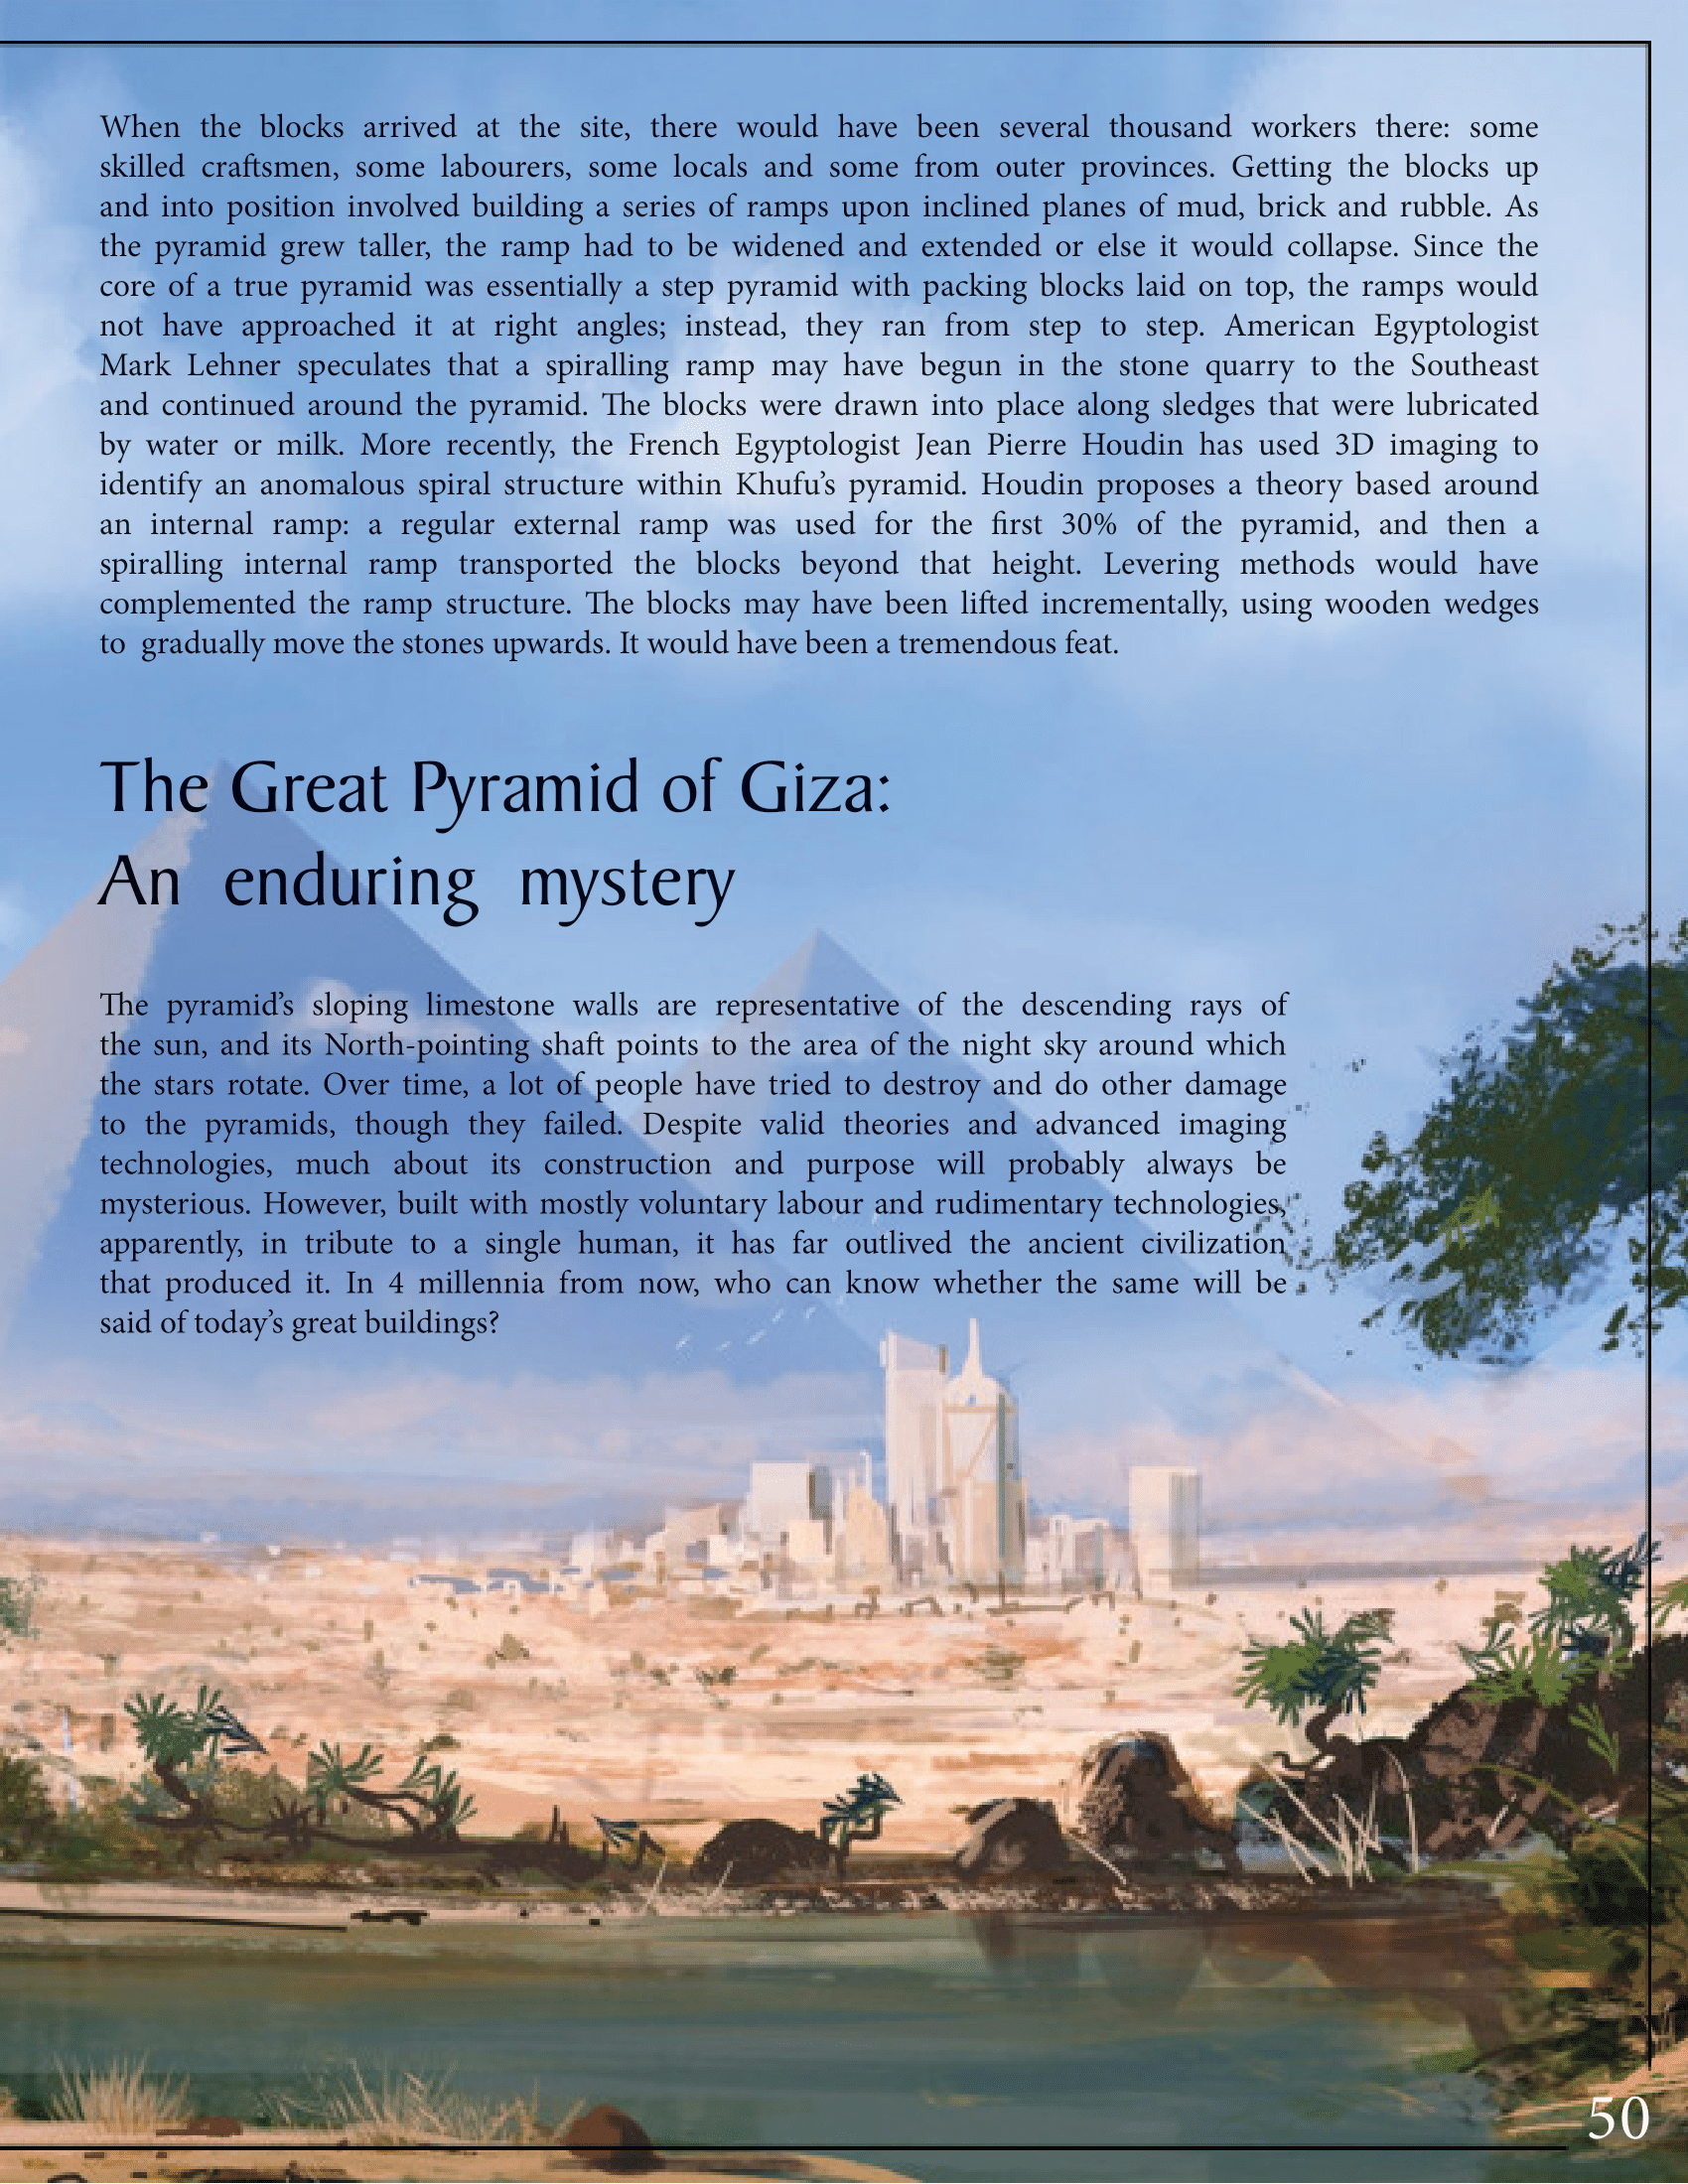 When the blocks arrived at the site, there would have been several thousand workers there: some
skilled craftsmen, some labourers, some locals and some from outer provinces. Getting the blocks up
and into position involved building a series of ramps upon inclined planes of mud, brick and rubble. As
the pyramid grew taller, the ramp had to be widened and extended or else it would collapse. Since the
core of a true pyramid was essentially a step pyramid with packing blocks laid on top, the ramps would
not have approached it at right angles; instead, they ran from step to step. American Egyptologist
Mark Lehner speculates that a spiralling ramp may have begun in the stone quarry to the Southeast
and continued around the pyramid. The blocks were drawn into place along sledges that were lubricated
by water or milk. More recently, the French Egyptologist Jean Pierre Houdin has used 3D imaging to
identify an anomalous spiral structure within Khufu’s pyramid. Houdin proposes a theory based around
an internal ramp: a regular external ramp was used for the first 30% of the pyramid, and then a
spiralling internal ramp transported the blocks beyond that height. Levering methods would have
complemented the ramp structure. The blocks may have been lifted incrementally, using wooden wedges
to gradually move the stones upwards. It would have been a tremendous feat.
The Great Pyramid of Giza:
An enduring mystery
The pyramid’s sloping limestone walls are representative of the descending rays of
the sun, and its North-pointing shaft points to the area of the night sky around which
the stars rotate. Over time, a lot of people have tried to destroy and do other damage
to the pyramids, though they failed. Despite valid theories and advanced imaging
technologies, much about its construction and purpose will probably always be
mysterious. However, built with mostly voluntary labour and rudimentary technologies,
apparently, in tribute to a single human, it has far outlived the ancient civilization
that produced it. In 4 millennia from now, who can know whether the same will be
said of today’s great buildings?
50